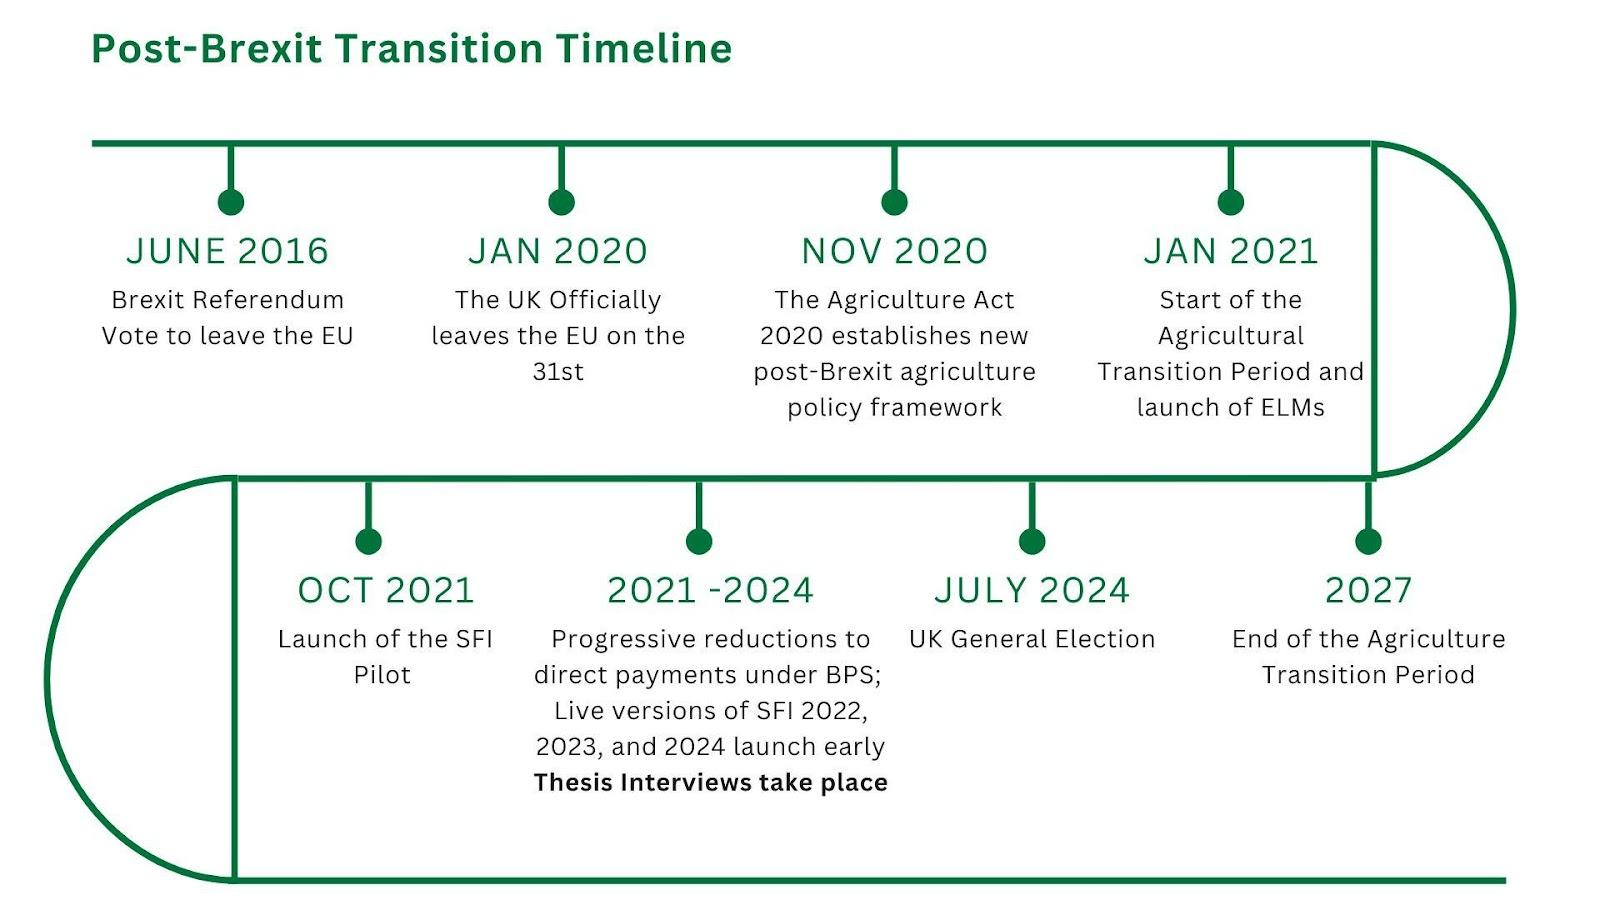 Post-Brexit Transition Timeline
JUNE 2016
Brexit Referendum
Vote to leave the EU
JAN 2020
The UK Officially
leaves the EU on the
31st
NOV 2020
The Agriculture Act
2020 establishes new
post-Brexit agriculture
policy framework
JAN 2021
Start of the
Agricultural
Transition Period and
launch of ELMs
OCT 2021
Launch of the SFI
Pilot
2021 -2024
Progressive reductions to
direct payments under BPS;
Live versions of SFI 2022,
2023, and 2024 launch early
Thesis Interviews take place
JULY 2024
UK General Election
2027
End of the Agriculture
Transition Period